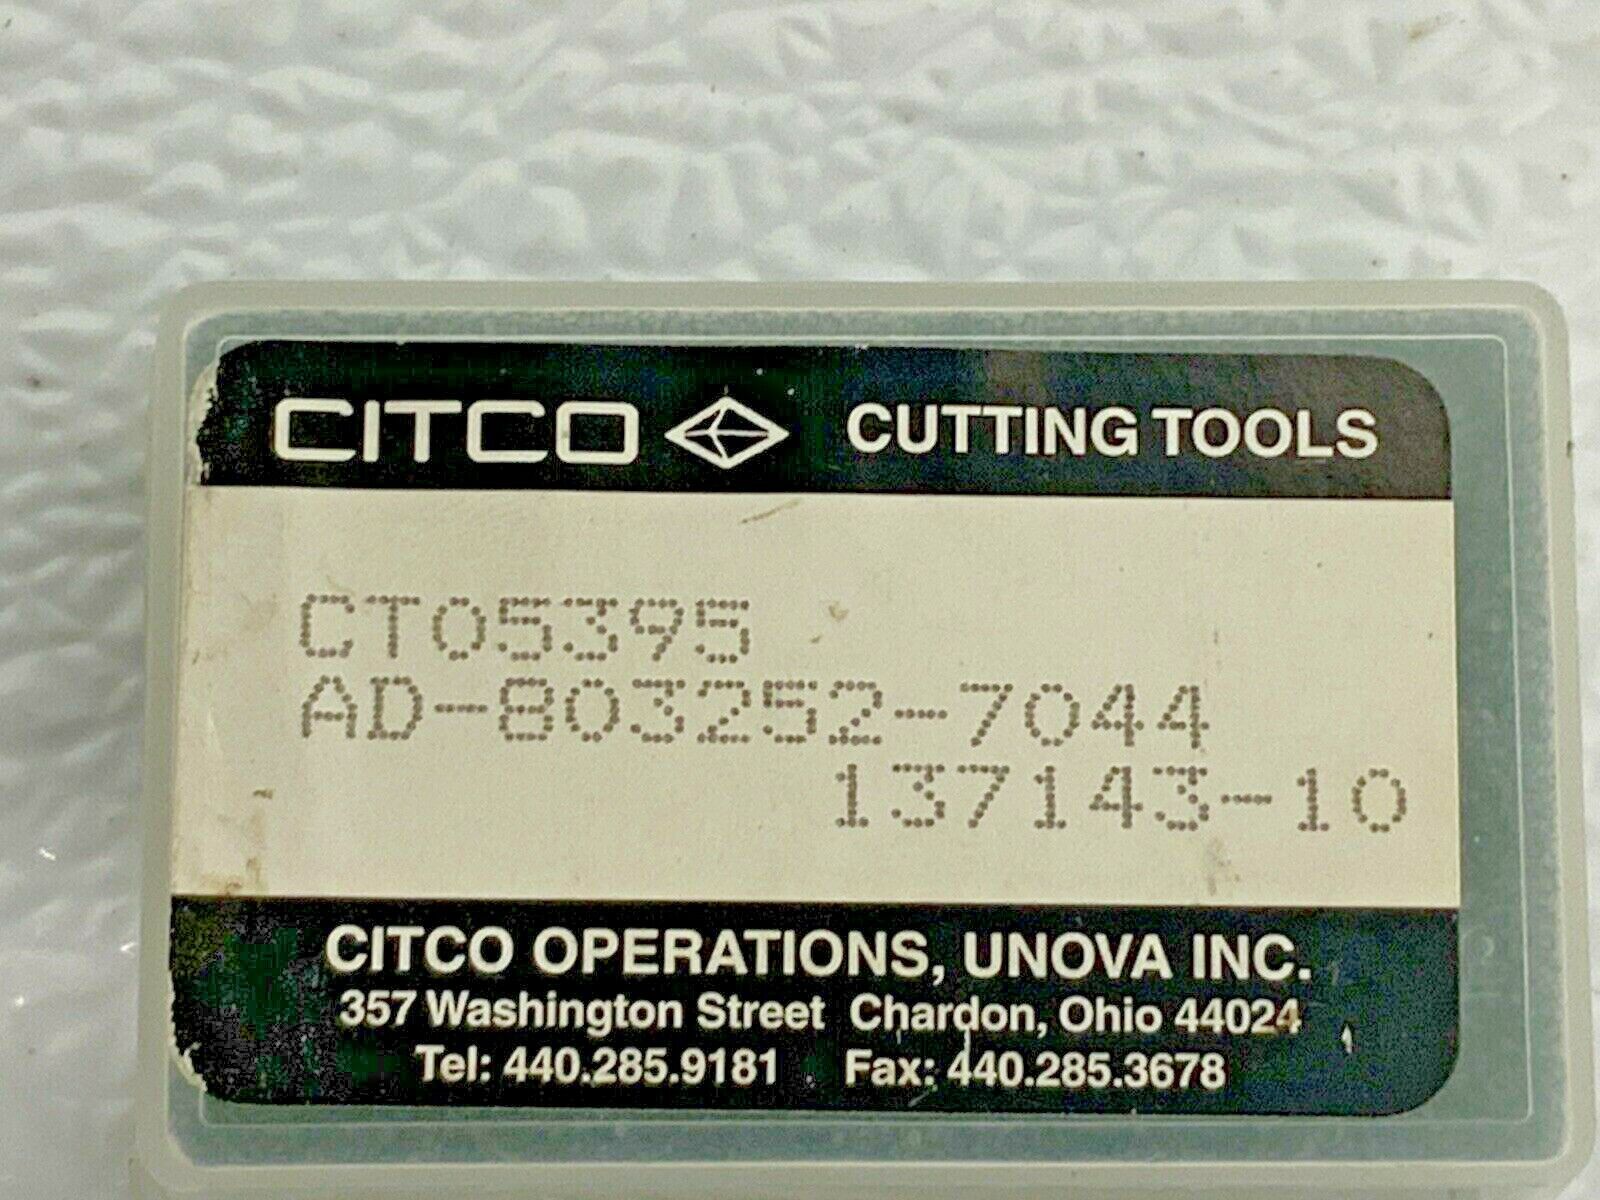 CITCO CUTTING TOOLS
CT05395
AD-803252-7044
137143-10
CITCO OPERATIONS, UNOVA INC.
357 Washington Street Chardon, Ohio 44024
Tel: 440.285.9181 Fax: 440.285.3678